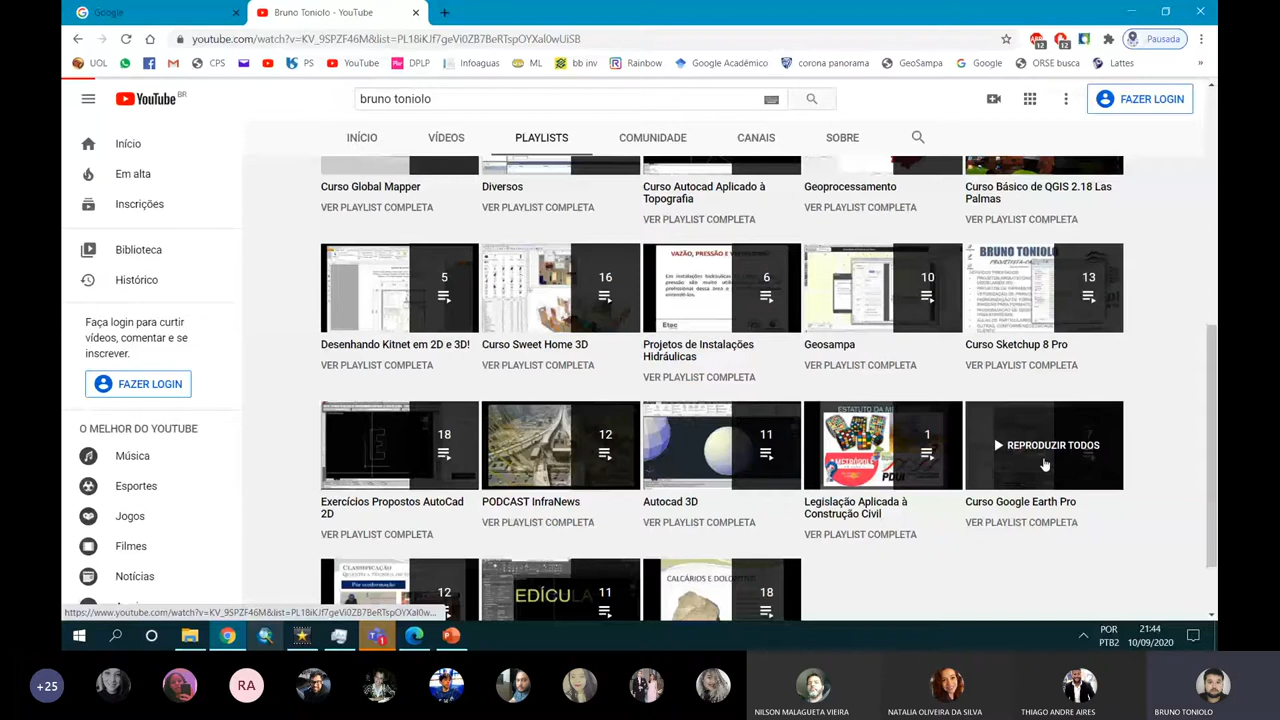 Google
Bruno Toniolo - YouTube
youtube.com/watch?v=KV_9SPZF46M&list=PL18iKJf7geVi0ZB7BeRTspOYXal0wUiSB
12
12
Pausada
UOL
CPS
PS
YouTube
DPLP
Infoaguas
ML
bb inv
Rainbow
Google Acadêmico
corona panorama
GeoSampa
Google
ORSE busca
Lattes
»
YouTube BR
bruno toniolo
FAZER LOGIN
INÍCIO
VÍDEOS
PLAYLISTS
COMUNIDADE
CANAIS
SOBRE
Início
Em alta
Inscrições
Biblioteca
Histórico
Faça login para curtir
vídeos, comentar e se
inscrever.
FAZER LOGIN
O MELHOR DO YOUTUBE
Música
Esportes
Jogos
Filmes
Notícias
Curso Global Mapper
VER PLAYLIST COMPLETA
Diversos
VER PLAYLIST COMPLETA
Curso Autocad Aplicado à
Topografia
VER PLAYLIST COMPLETA
Geoprocessamento
VER PLAYLIST COMPLETA
Curso Básico de QGIS 2.18 Las
Palmas
VER PLAYLIST COMPLETA
5
Desenhando Kitnet em 2D e 3D!
VER PLAYLIST COMPLETA
16
Curso Sweet Home 3D
VER PLAYLIST COMPLETA
VAZÃO, PRESSÃO E
Etec
6
Projetos de Instalações
Hidráulicas
VER PLAYLIST COMPLETA
10
Geosampa
VER PLAYLIST COMPLETA
BRUNO TONIOLO
13
Curso Sketchup 8 Pro
VER PLAYLIST COMPLETA
18
Exercícios Propostos AutoCad
2D
VER PLAYLIST COMPLETA
12
PODCAST InfraNews
VER PLAYLIST COMPLETA
11
Autocad 3D
VER PLAYLIST COMPLETA
ESTATUTO DA ME
METRÓPOLE
PDUI
1
Legislação Aplicada à
Construção Civil
VER PLAYLIST COMPLETA
REPRODUZIR TODOS
Curso Google Earth Pro
VER PLAYLIST COMPLETA
12
EDÍCULA
11
CALCÁRIOS E DOLOMITOS
18
https://www.youtube.com/watch?v=KV_9SPZF46M&list=PL18iKJf7geVi0ZB7BeRTspOYXal0w...
POR
PTB2
21:44
10/09/2020
+25
RA
NILSON MALAGUETA VIEIRA
NATALIA OLIVEIRA DA SILVA
THIAGO ANDRE AIRES
BRUNO TONIOLO